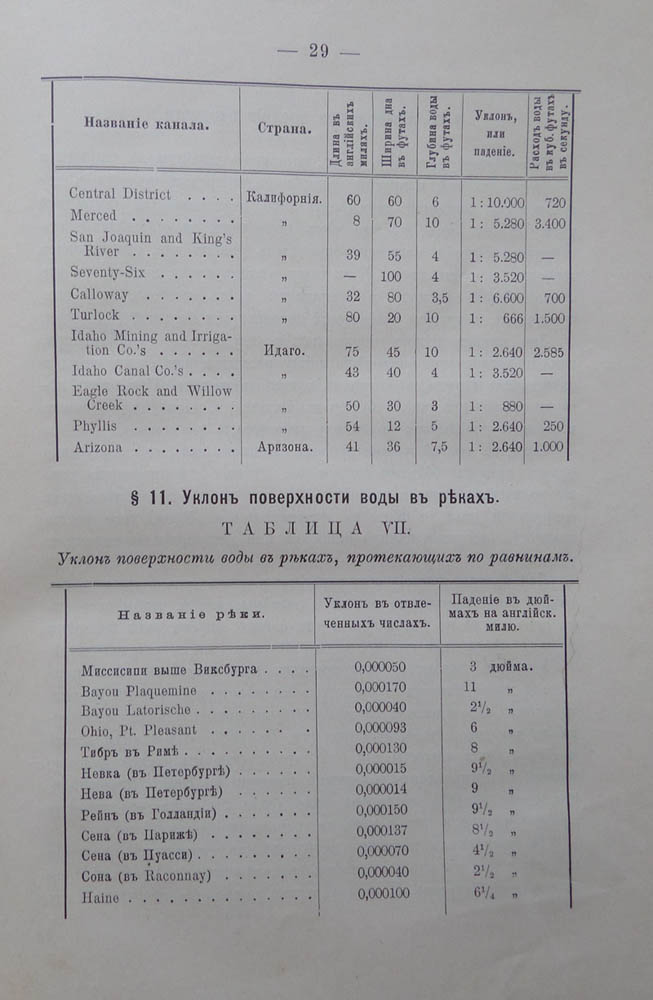 — 29 —
Названіе канала. Страна. Длина въ англійскихъ миляхъ. Ширина дна въ футахъ. Глубина воды въ футахъ. Уклонъ, или паденіе. Расходъ воды въ куб. футахъ въ секунду.
Central District . . . . Калифорнія. 60 60 6 1 : 10.000 720
Merced . . . . . . . . „ 8 70 10 1 : 5.280 3.400
San Joaquin and King's
River . . . . . . . . „ 39 55 4 1 : 5.280 —
Seventy-Six . . . . . . „ — 100 4 1 : 3.520 —
Calloway . . . . . . . „ 32 80 3,5 1 : 6.600 700
Turlock . . . . . . . . „ 80 20 10 1 : 666 1.500
Idaho Mining and Irriga-
tion Co.'s . . . . . . Идаго. 75 45 10 1 : 2.640 2.585
Idaho Canal Co.'s . . . . „ 43 40 4 1 : 3.520 —
Eagle Rock and Willow
Creek . . . . . . . . „ 50 30 3 1 : 880 —
Phyllis . . . . . . . „ 54 12 5 1 : 2.640 250
Arizona . . . . . . . . Аризона. 41 36 7,5 1 : 2.640 1.000
§ 11. Уклонъ поверхности воды въ рѣкахъ.
ТАБЛИЦА VII.
Уклонъ поверхности воды въ рѣкахъ, протекающихъ по равнинамъ.
Названіе рѣки. Уклонъ въ отвле-ченныхъ числахъ. Паденіе въ дюй-махъ на англійск. милю.
Миссисипи выше Виксбурга . . . . 0,000050 3 дюйма.
Bayou Plaquemine . . . . . . . . 0,000170 11 „
Bayou Latorische . . . . . . . . . 0,000040 2½ „
Ohio, Pt. Pleasant . . . . . . . 0,000093 6 „
Тибръ въ Римѣ . . . . . . . . . . 0,000130 8 „
Невка (въ Петербургѣ) . . . . . . 0,000015 9½ „
Нева (въ Петербургѣ) . . . . . . 0,000014 9 „
Рейнъ (въ Голландіи) . . . . . . . 0,000150 9½ „
Сена (въ Парижѣ) . . . . . . . . 0,000137 8½ „
Сена (въ Пуасси) . . . . . . . . . 0,000070 4½ „
Сона (въ Raconnay) . . . . . . . 0,000040 2½ „
Haine . . . . . . . . . . . . . 0,000100 6¼ „